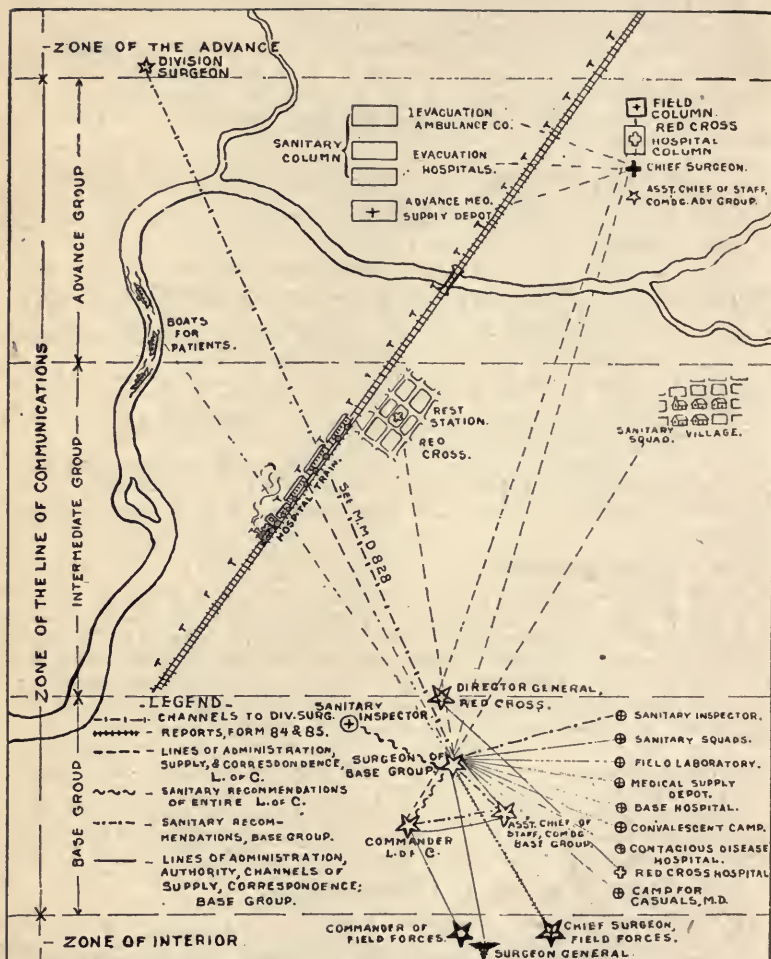 ZONE OF THE ADVANCE
DIVISION
SURGEON
SANITARY
COLUMN
1 EVACUATION
AMBULANCE CO.
EVACUATION
HOSPITALS.
ADVANCE MED.
SUPPLY DEPOT
FIELD
COLUMN.
RED CROSS
HOSPITAL
COLUMN
CHIEF SURGEON.
ASST. CHIEF OF STAFF,
COM'DG. ADV GROUP.
ZONE OF THE LINE OF COMMUNICATIONS
ADVANCE GROUP
BOATS
FOR
PATIENTS.
INTERMEDIATE GROUP
REST
STATION.
RED
CROSS.
HOSPITAL TRAIN.
SEE M.M.D 828
SANITARY
SQUAD.
VILLAGE.
BASE GROUP
-LEGEND-
CHANNELS TO DIV. SURG.
REPORTS, FORM 84 & 85.
LINES OF ADMINISTRATION,
SUPPLY, & CORRESPONDENCE,
L. OF C.
SANITARY RECOMMENDATIONS
OF ENTIRE L. OF C.
SANITARY RECOM-
MENDATIONS, BASE GROUP.
LINES OF ADMINISTRATION,
AUTHORITY, CHANNELS OF
SUPPLY, CORRESPONDENCE;
BASE GROUP.
SANITARY
INSPECTOR.
DIRECTOR GENERAL,
RED CROSS.
SURGEON OF
BASE GROUP
COMMANDER
L. OF C.
ASST. CHIEF OF
STAFF, COM'DG
BASE GROUP
SANITARY INSPECTOR.
SANITARY SQUADS.
FIELD LABORATORY.
MEDICAL SUPPLY
DEPOT.
BASE HOSPITAL.
CONVALESCENT CAMP.
CONTAGIOUS DISEASE
HOSPITAL.
RED CROSS HOSPITAL
CAMP FOR
CASUALS, M.D.
- ZONE OF INTERIOR.
COMMANDER OF
FIELD FORCES.
SURGEON GENERAL.
CHIEF SURGEON,
FIELD FORCES.